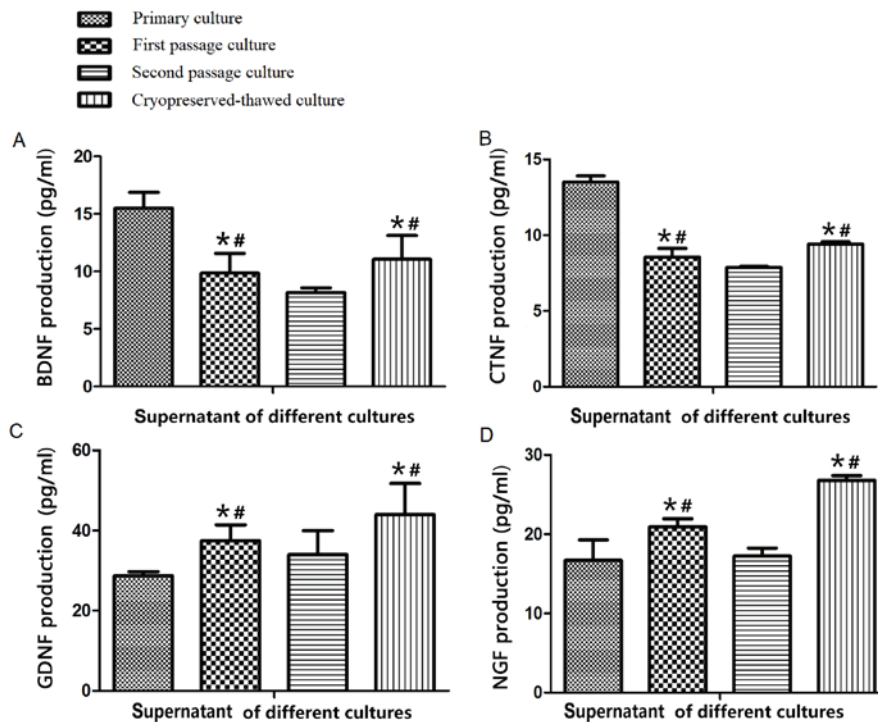 Primary culture
First passage culture
Second passage culture
Cryopreserved-thawed culture
A
BDNF production (pg/ml)
20
15
10
5
0
*#
*#
Supernatant of different cultures
B
CTNF production (pg/ml)
15
10
5
0
*#
*#
Supernatant of different cultures
C
GDNF production (pg/ml)
60
40
20
0
*#
*#
Supernatant of different cultures
D
NGF production (pg/ml)
30
20
10
0
*#
*#
Supernatant of different cultures